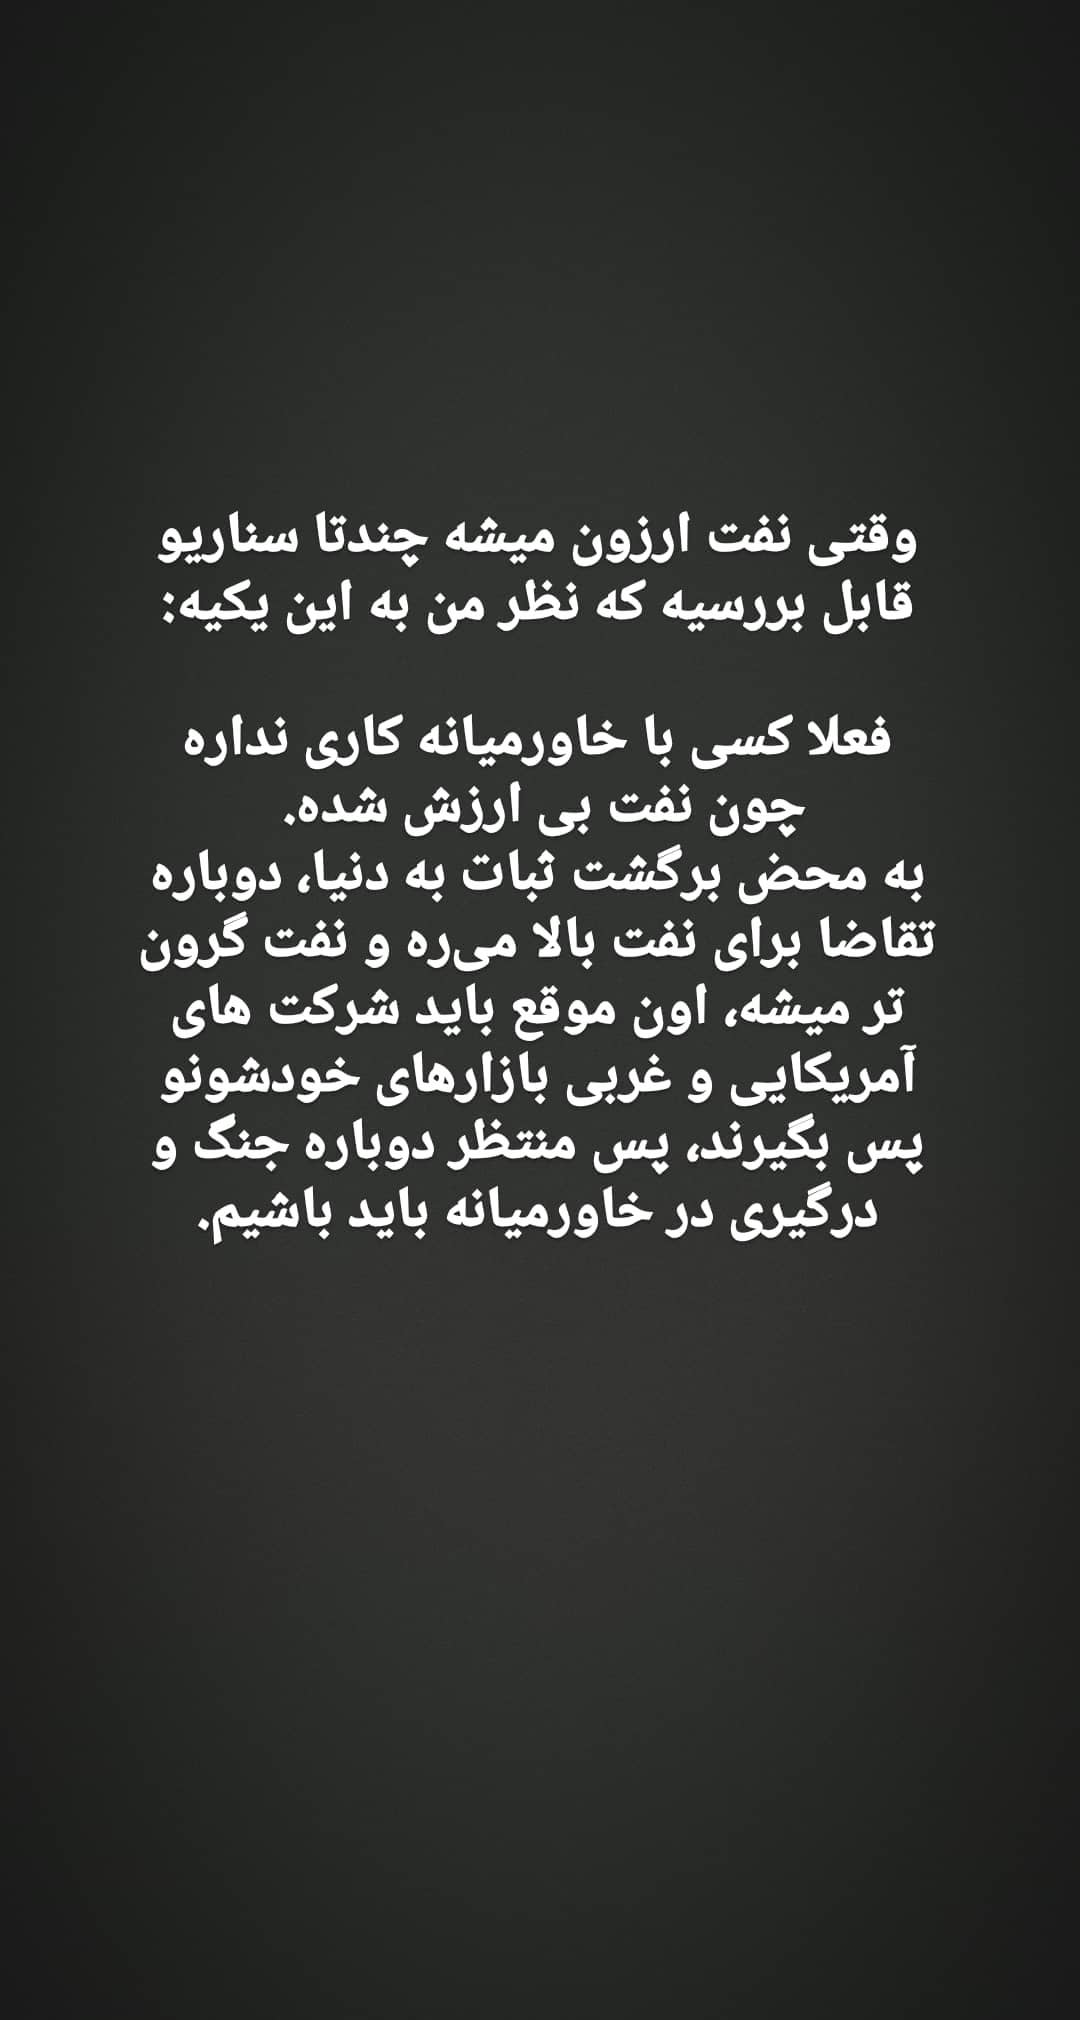 وقتی نفت ارزون میشه چندتا سناریو
قابل بررسیه که نظر من به این یکیه:
فعلا کسی با خاورمیانه کاری نداره
چون نفت بی ارزش شده.
به محض برگشت ثبات به دنیا، دوباره
تقاضا برای نفت بالا می‌ره و نفت گرون
تر میشه، اون موقع باید شرکت های
آمریکایی و غربی بازارهای خودشونو
پس بگیرند، پس منتظر دوباره جنگ و
درگیری در خاورمیانه باید باشیم.